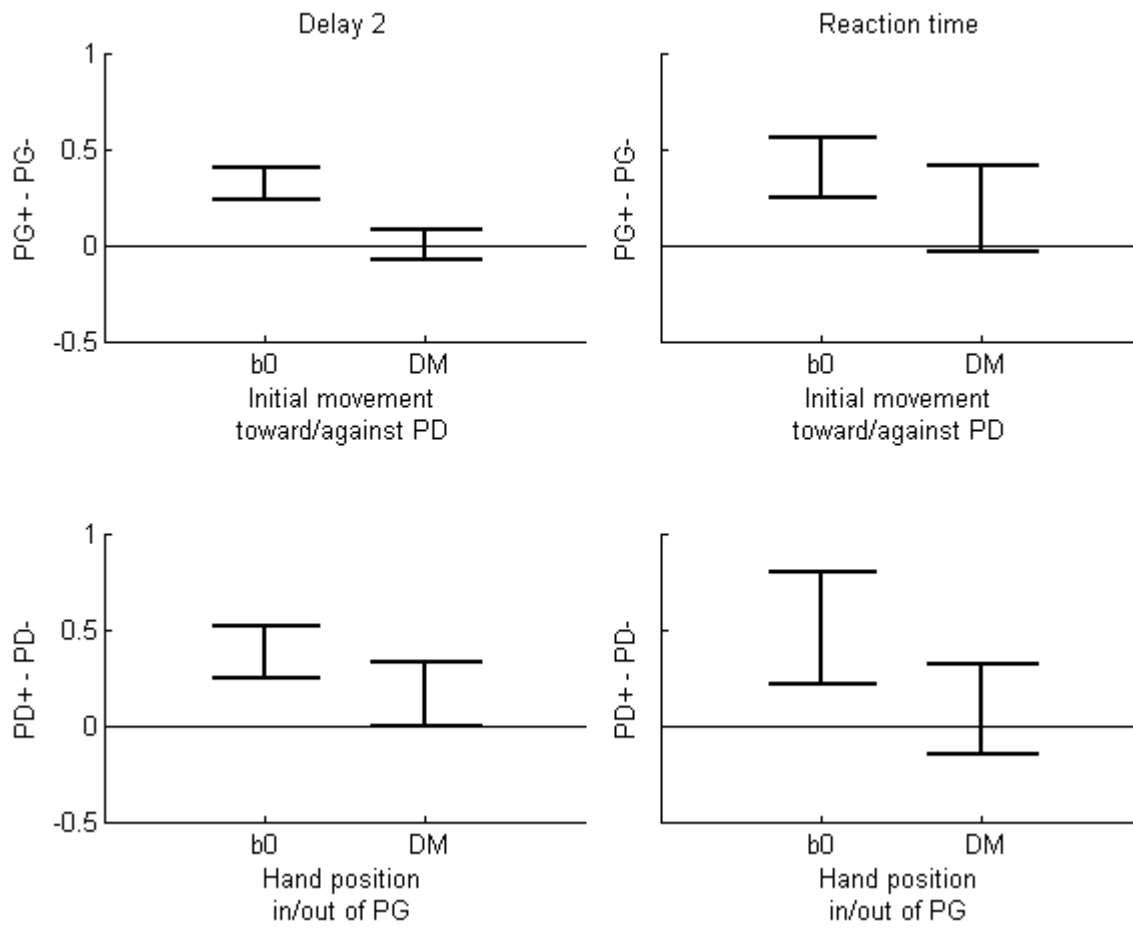 Delay 2
Reaction time
1
0.5
0
-0.5
PG+ - PG-
PG+ - PG-
b0
DM
b0
DM
Initial movement
toward/against PD
Initial movement
toward/against PD
1
0.5
0
-0.5
PD+ - PD-
PD+ - PD-
b0
DM
b0
DM
Hand position
in/out of PG
Hand position
in/out of PG